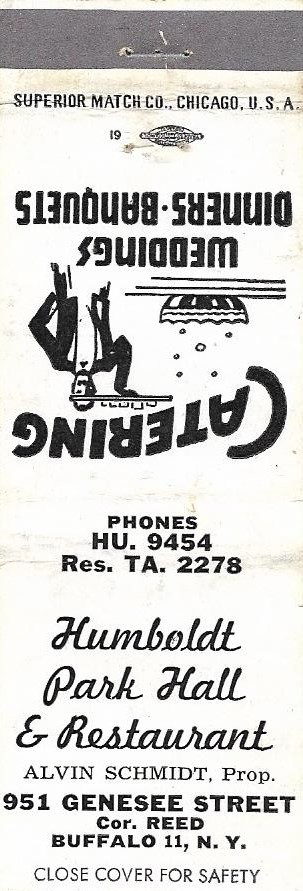 SUPERIOR MATCH CO., CHICAGO, U. S. A.
19
CATERING
WEDDINGS
DINNERS·BANQUETS
PHONES
HU. 9454
Res. TA. 2278
Humboldt
Park Hall
& Restaurant
ALVIN SCHMIDT, Prop.
951 GENESEE STREET
Cor. REED
BUFFALO 11, N. Y.
CLOSE COVER FOR SAFETY